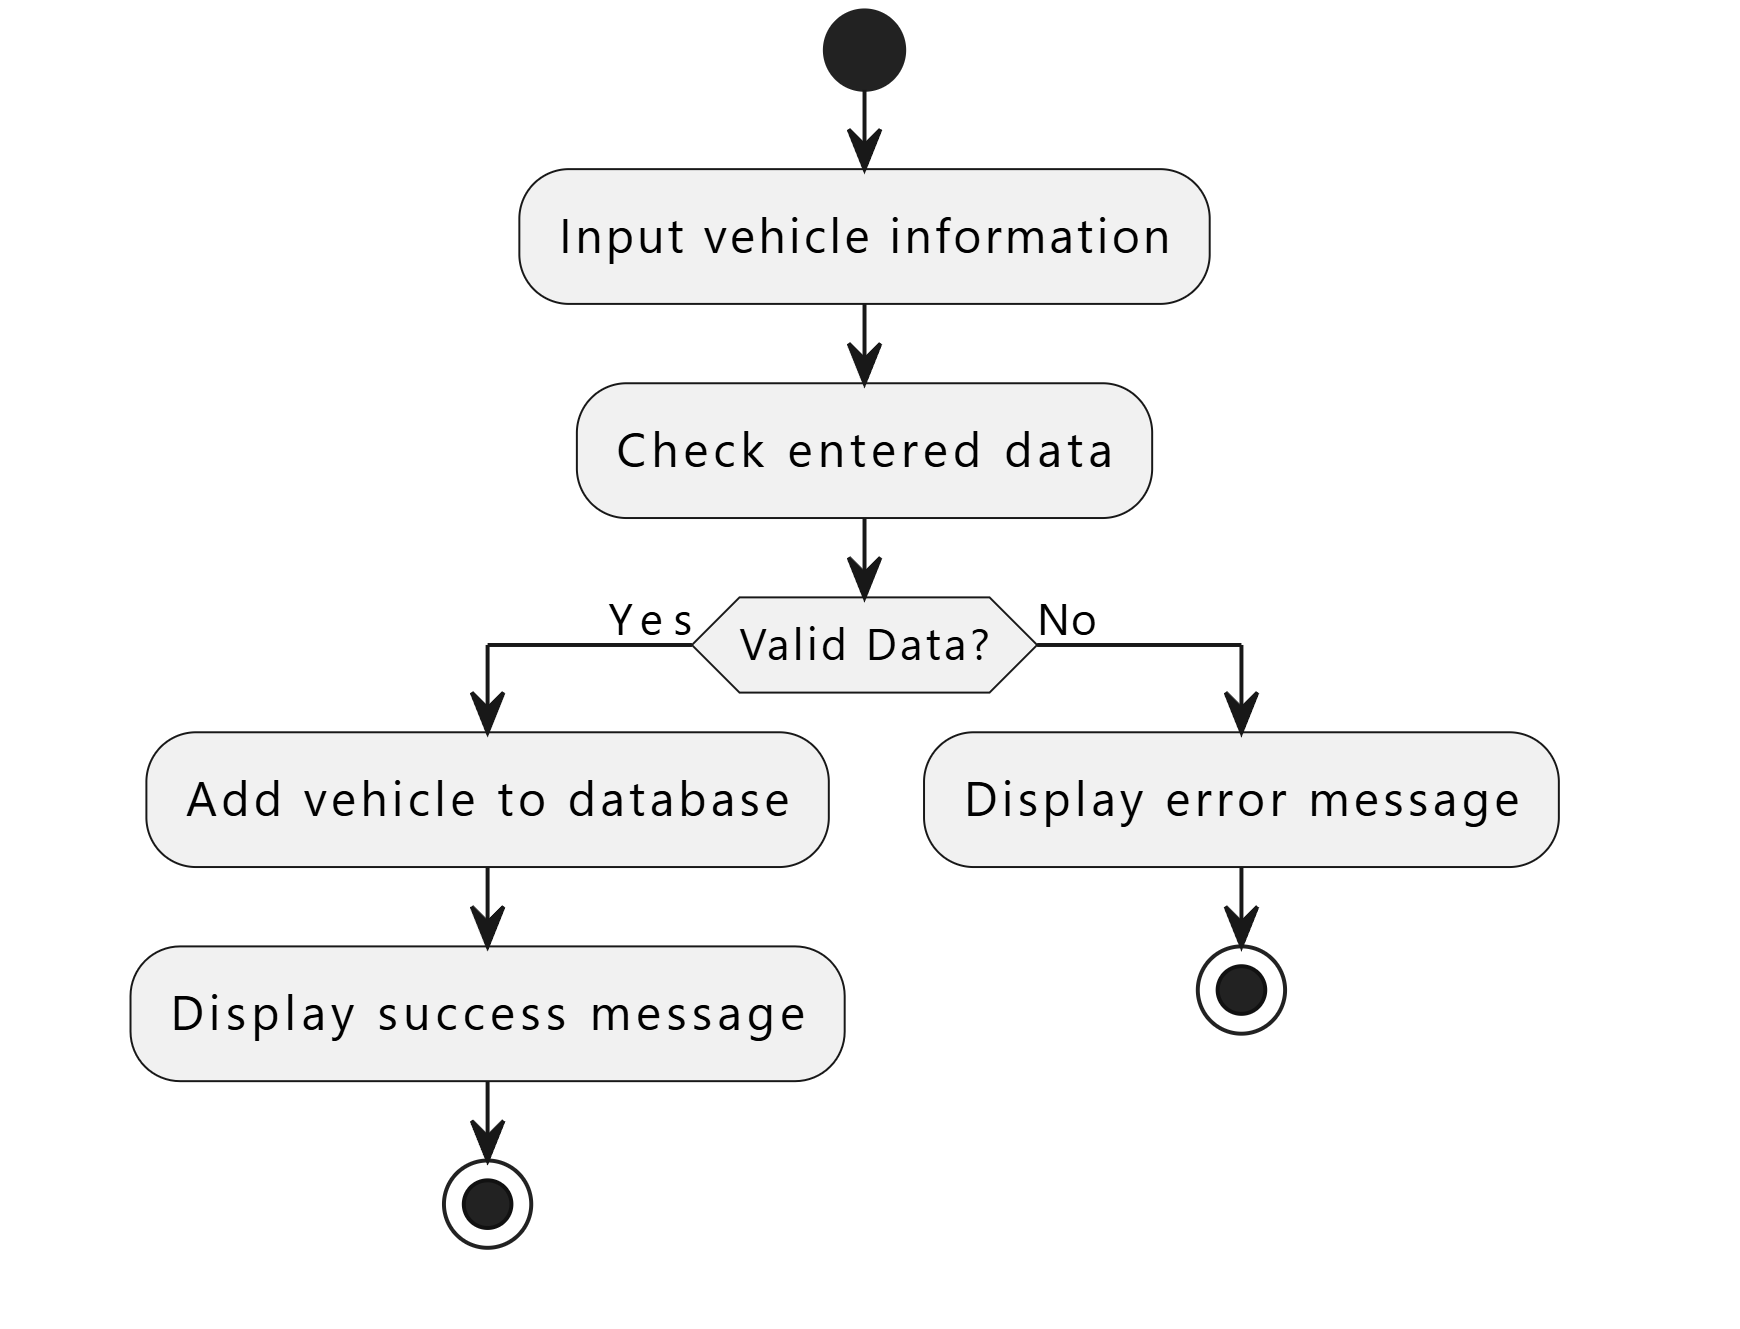 Input vehicle information
Check entered data
Yes
Valid Data?
No
Add vehicle to database
Display error message
Display success message